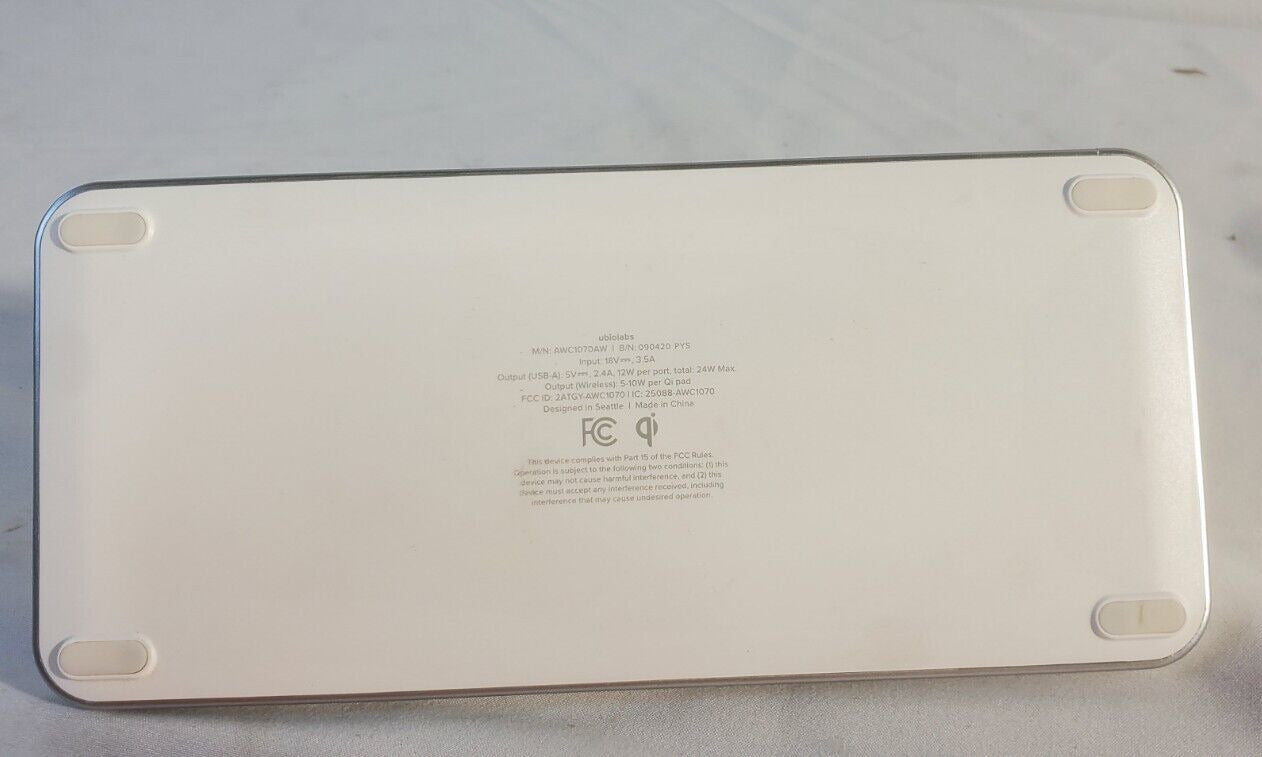 ubiolabs
M/N: AWC1070AW | B/N: 090420 PYS
Input: 18V⎓, 3.5A
Output (USB-A): 5V⎓, 2.4A, 12W per port, total: 24W Max.
Output (Wireless): 5-10W per Qi pad
FCC ID: 2ATGY-AWC1070 | IC: 25088-AWC1070
Designed in Seattle | Made in China
FC qi
This device complies with Part 15 of the FCC Rules.
Operation is subject to the following two conditions: (1) this
device may not cause harmful interference, and (2) this
device must accept any interference received, including
interference that may cause undesired operation.